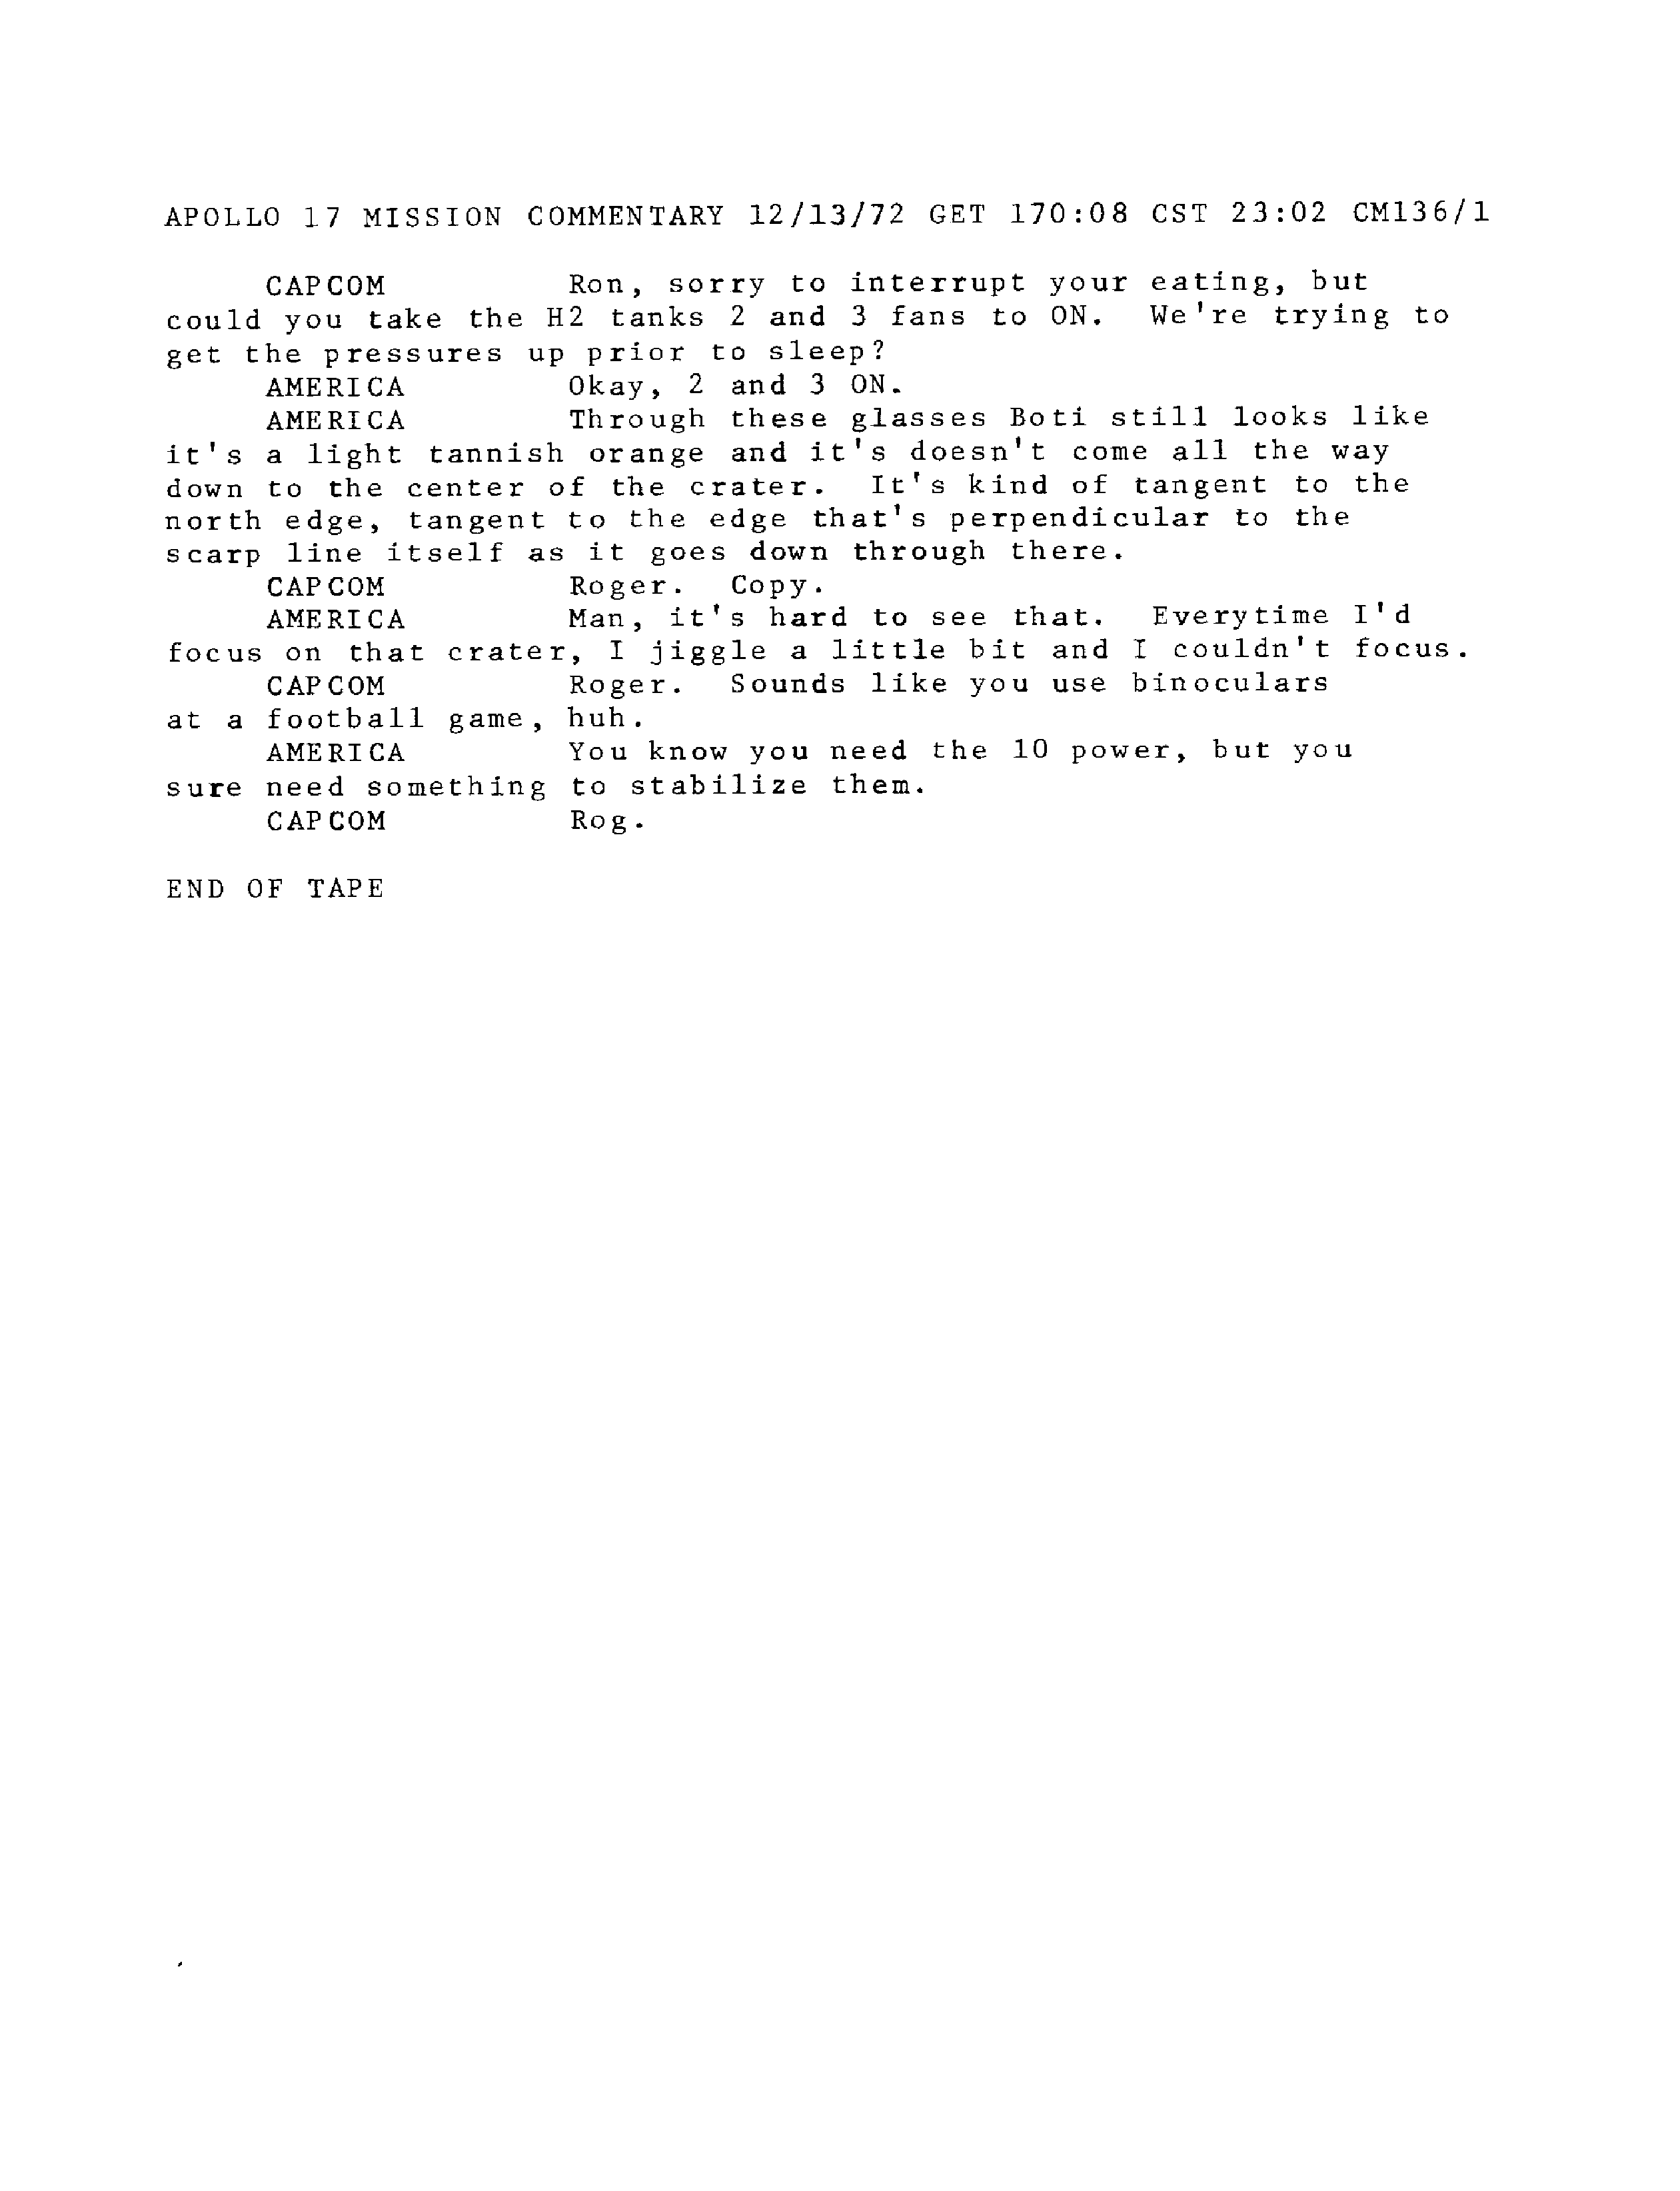 APOLLO 17 MISSION COMMENTARY 12/13/72 GET 170:08 CST 23:02 CM136/1
CAPCOM Ron, sorry to interrupt your eating, but
could you take the H2 tanks 2 and 3 fans to ON. We're trying to
get the pressures up prior to sleep?
AMERICA Okay, 2 and 3 ON.
AMERICA Through these glasses Boti still looks like
it's a light tannish orange and it's doesn't come all the way
down to the center of the crater. It's kind of tangent to the
north edge, tangent to the edge that's perpendicular to the
scarp line itself as it goes down through there.
CAPCOM Roger. Copy.
AMERICA Man, it's hard to see that. Everytime I'd
focus on that crater, I jiggle a little bit and I couldn't focus.
CAPCOM Roger. Sounds like you use binoculars
at a football game, huh.
AMERICA You know you need the 10 power, but you
sure need something to stabilize them.
CAPCOM Rog.
END OF TAPE